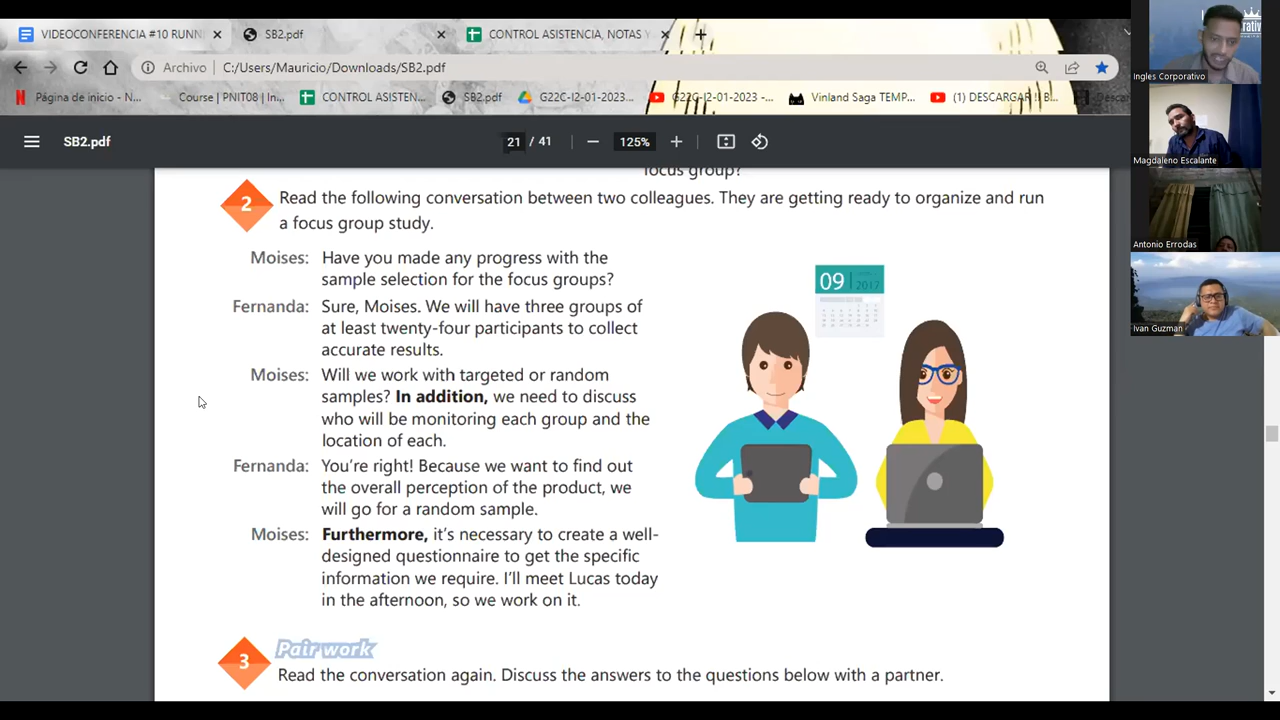 VIDEOCONFERENCIA #10 RUNN
SB2.pdf
CONTROL ASISTENCIA, NOTAS Y
Archivo
C:/Users/Mauricio/Downloads/SB2.pdf
Página de inicio - N...
Course | PNIT08 | In...
CONTROL ASISTEN...
SB2.pdf
G22C-I2-01-2023 -...
G22C-I2-01-2023 -...
Vinland Saga TEMP...
(1) DESCARGAR !! B...
SB2.pdf
21 / 41
125%
focus group?
2
Read the following conversation between two colleagues. They are getting ready to organize and run
a focus group study.
Moises: Have you made any progress with the
sample selection for the focus groups?
Fernanda: Sure, Moises. We will have three groups of
at least twenty-four participants to collect
accurate results.
Moises: Will we work with targeted or random
samples? In addition, we need to discuss
who will be monitoring each group and the
location of each.
Fernanda: You're right! Because we want to find out
the overall perception of the product, we
will go for a random sample.
Moises: Furthermore, it's necessary to create a well-
designed questionnaire to get the specific
information we require. I'll meet Lucas today
in the afternoon, so we work on it.
09
2017
3
Pair work
Read the conversation again. Discuss the answers to the questions below with a partner.
Ingles Corporativo
Magdaleno Escalante
Antonio Errodas
Ivan Guzman